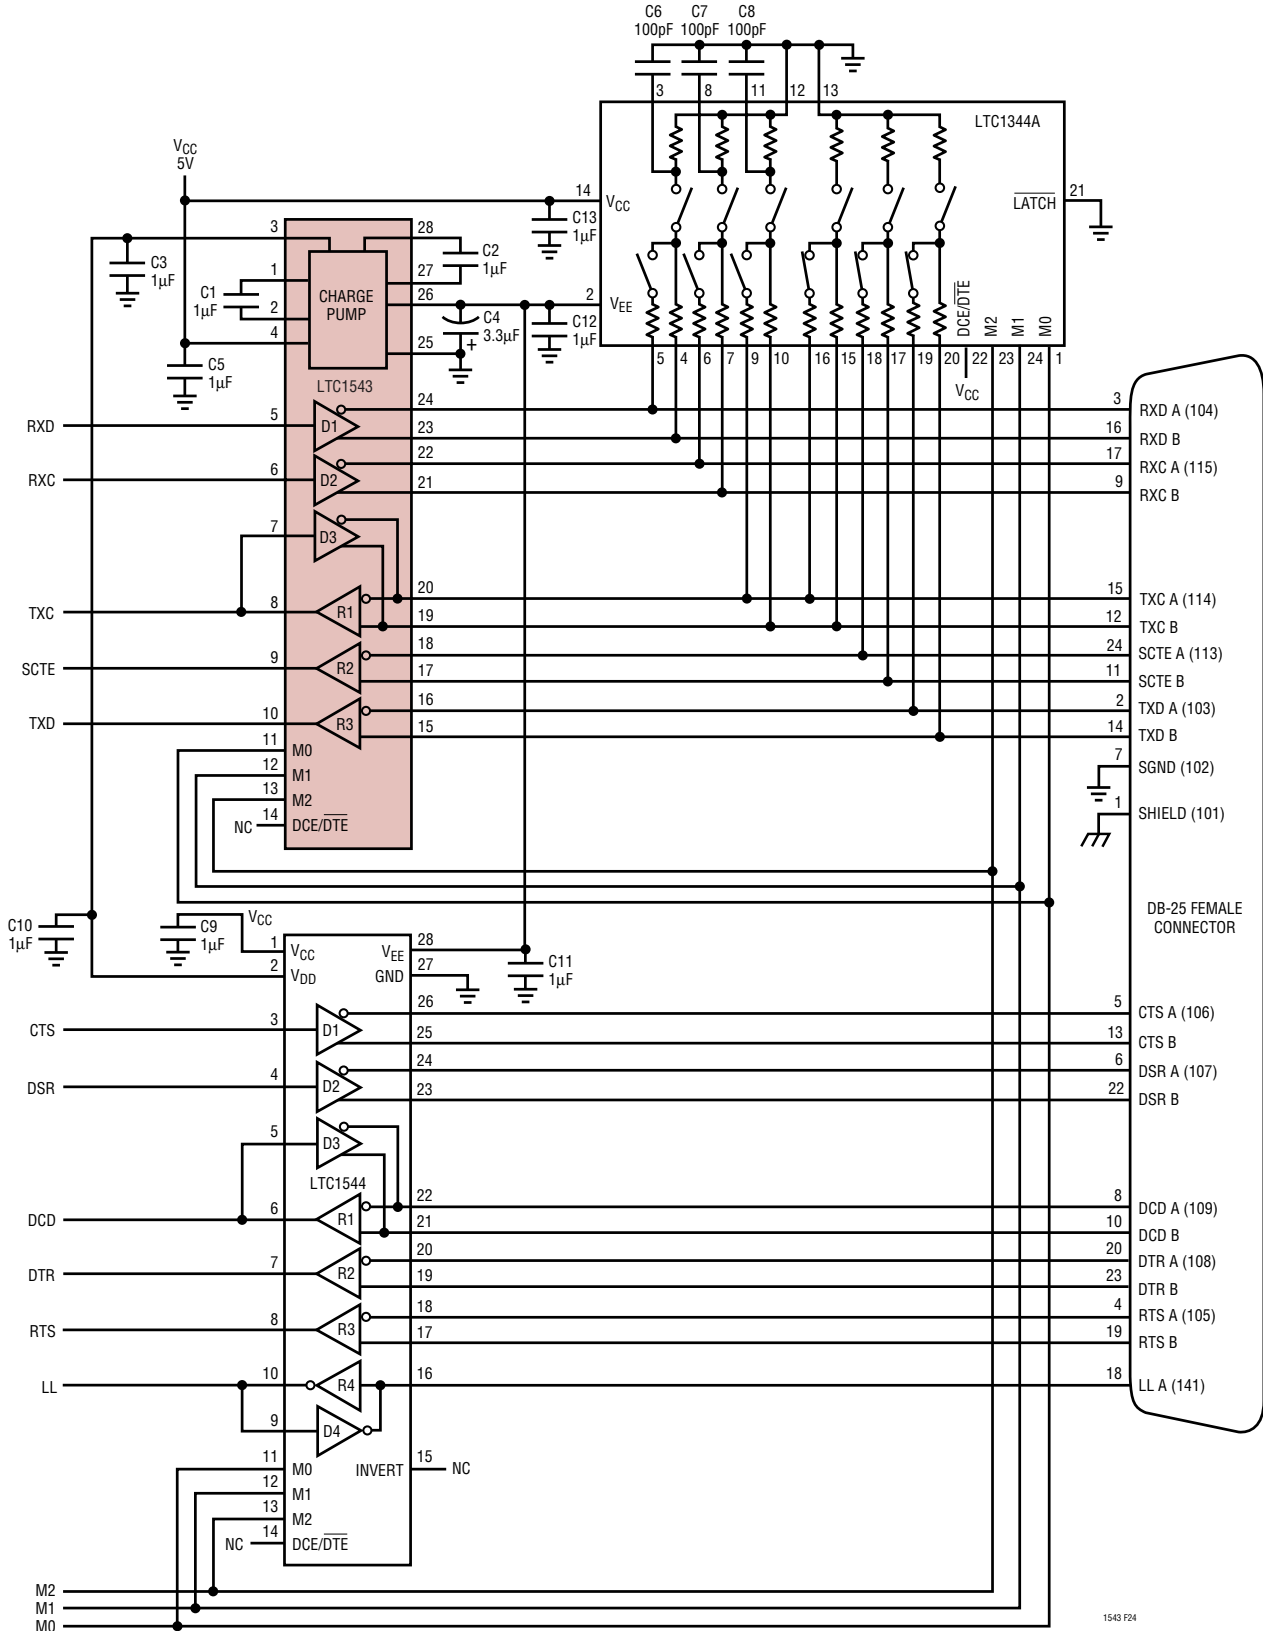 C6 C7 C8
100pF 100pF 100pF
3 8 11 12 13
LTC1344A
VCC
5V
14 VCC
C13
1µF
LATCH 21
3 28
C3
1µF
C2
1µF
1 27
C1
1µF
CHARGE
PUMP
2 26
2 VEE
C4
3.3µF
+
C12
1µF
4 25
C5
1µF
DCE/DTE M2 M1 M0
5 4 6 7 9 10 16 15 18 17 19 20 22 23 24 1
VCC
LTC1543
RXD 5 D1 24 3 RXD A (104)
23 16 RXD B
RXC 6 D2 22 17 RXC A (115)
21 9 RXC B
7 D3
TXC 8 R1 20 15 TXC A (114)
19 12 TXC B
SCTE 9 R2 18 24 SCTE A (113)
17 11 SCTE B
TXD 10 R3 16 2 TXD A (103)
15 14 TXD B
11 M0
12 M1
13 M2
NC 14 DCE/DTE
7 SGND (102)
1 SHIELD (101)
DB-25 FEMALE
CONNECTOR
C10
1µF
C9
1µF
VCC
1 VCC VEE 28
2 VDD GND 27
C11
1µF
CTS 3 D1 26 5 CTS A (106)
25 13 CTS B
DSR 4 D2 24 6 DSR A (107)
23 22 DSR B
5 D3
LTC1544
DCD 6 R1 22 8 DCD A (109)
21 10 DCD B
DTR 7 R2 20 20 DTR A (108)
19 23 DTR B
RTS 8 R3 18 4 RTS A (105)
17 19 RTS B
LL 10 R4 16 18 LL A (141)
9 D4
11 M0 INVERT 15 NC
12 M1
13 M2
NC 14 DCE/DTE
M2
M1
M0
1543 F24